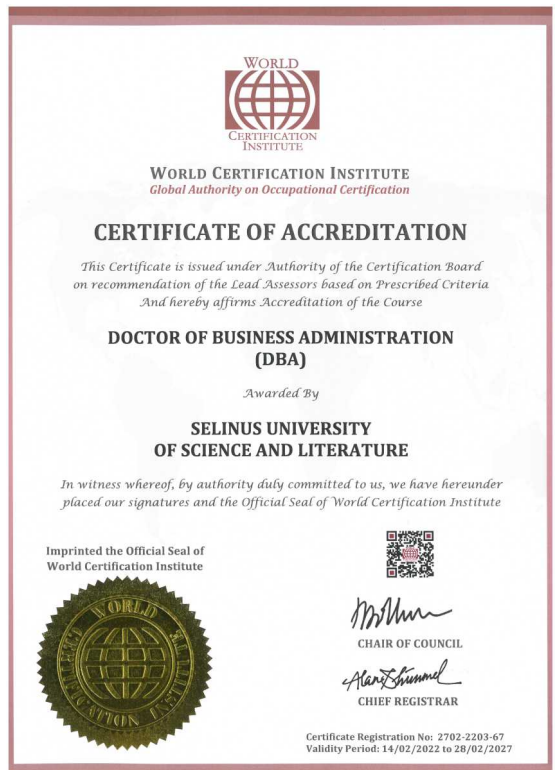 WORLD
CERTIFICATION
INSTITUTE
WORLD CERTIFICATION INSTITUTE
Global Authority on Occupational Certification
CERTIFICATE OF ACCREDITATION
This Certificate is issued under Authority of the Certification Board
on recommendation of the Lead Assessors based on Prescribed Criteria
And hereby affirms Accreditation of the Course
DOCTOR OF BUSINESS ADMINISTRATION
(DBA)
Awarded By
SELINUS UNIVERSITY
OF SCIENCE AND LITERATURE
In witness whereof, by authority duly committed to us, we have hereunder
placed our signatures and the Official Seal of World Certification Institute
Imprinted the Official Seal of
World Certification Institute
WORLD
CHAIR OF COUNCIL
CHIEF REGISTRAR
Certificate Registration No: 2702-2203-67
Validity Period: 14/02/2022 to 28/02/2027